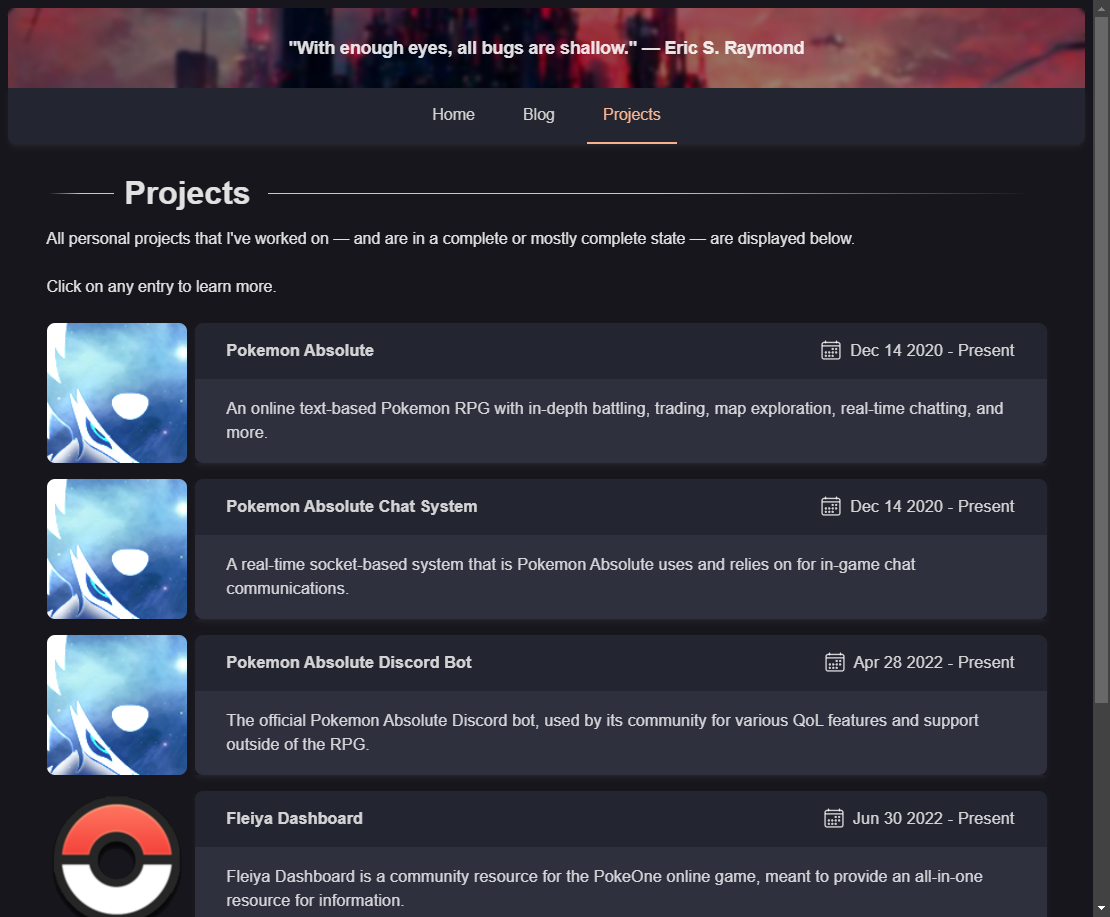 "With enough eyes, all bugs are shallow." — Eric S. Raymond
Home Blog Projects
Projects
All personal projects that I've worked on — and are in a complete or mostly complete state — are displayed below.
Click on any entry to learn more.
Pokemon Absolute Dec 14 2020 - Present
An online text-based Pokemon RPG with in-depth battling, trading, map exploration, real-time chatting, and
more.
Pokemon Absolute Chat System Dec 14 2020 - Present
A real-time socket-based system that is Pokemon Absolute uses and relies on for in-game chat
communications.
Pokemon Absolute Discord Bot Apr 28 2022 - Present
The official Pokemon Absolute Discord bot, used by its community for various QoL features and support
outside of the RPG.
Fleiya Dashboard Jun 30 2022 - Present
Fleiya Dashboard is a community resource for the PokeOne online game, meant to provide an all-in-one
resource for information.